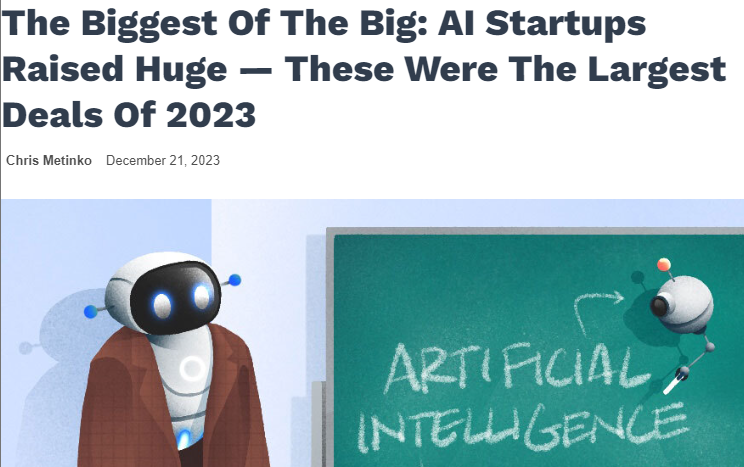 The Biggest Of The Big: AI Startups
Raised Huge — These Were The Largest
Deals Of 2023
Chris Metinko December 21, 2023
ARTIFICIAL
INTELLIGENCE